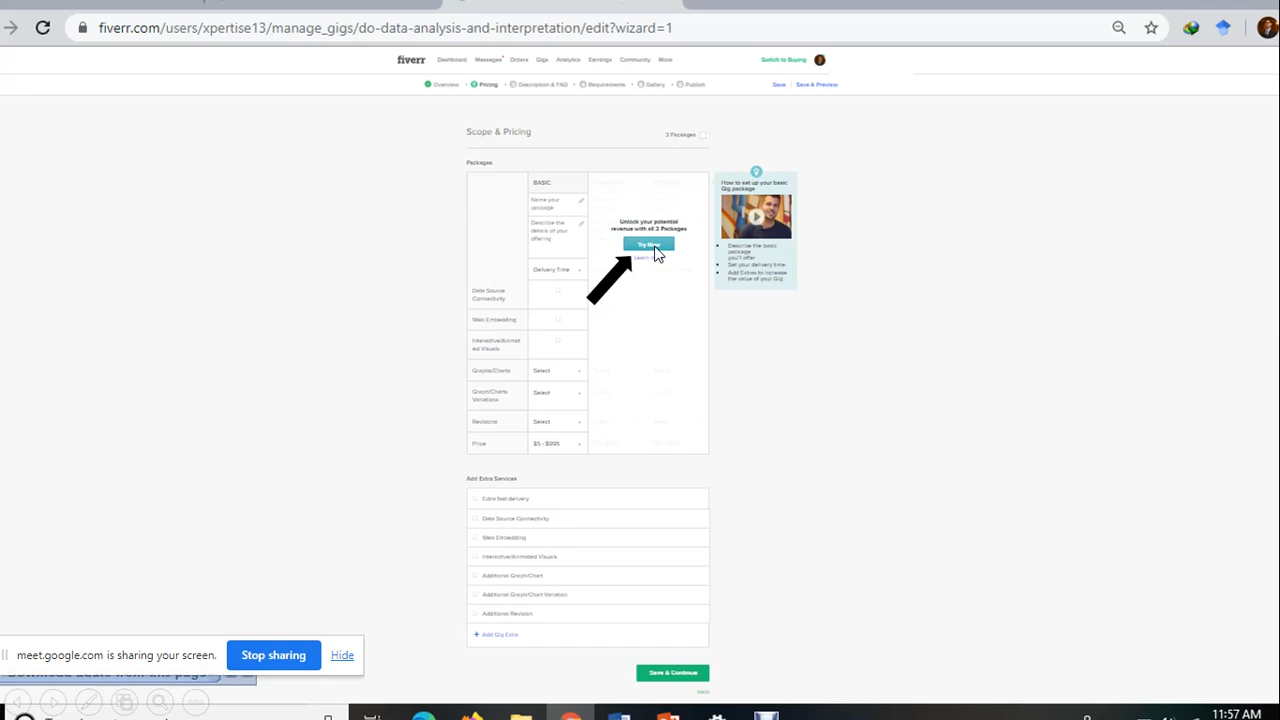 fiverr.com/users/xpertise13/manage_gigs/do-data-analysis-and-interpretation/edit?wizard=1
fiverr Dashboard Messages Orders Gigs Analytics Earnings Community More Switch to Buying
Overview Pricing Description & FAQ Requirements Gallery Publish Save Save & Preview
Scope & Pricing 3 Packages
Packages
BASIC
Name your
package
Describe the
details of your
offering
Delivery Time
Data Source
Connectivity
Web Embedding
Interactive/Animat
ed Visuals
Graphs/Charts Select
Graph/Charts
Variations Select
Revisions Select
Price $5 - $995
Unlock your potential
revenue with all 3 Packages
Try Now
How to set up your basic
Gig package
Describe the basic
package
you'll offer
Set your delivery time
Add Extras to increase
the value of your Gig
Add Extra Services
Extra fast delivery
Data Source Connectivity
Web Embedding
Interactive/Animated Visuals
Additional Graph/Chart
Additional Graph/Chart Variation
Additional Revision
+ Add Gig Extra
Save & Continue
meet.google.com is sharing your screen. Stop sharing Hide
11:57 AM